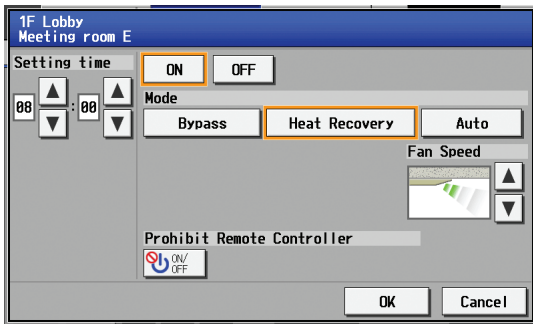 1F Lobby
Meeting room E
Setting time
ON OFF
08 : 00
Mode
Bypass Heat Recovery Auto
Fan Speed
Prohibit Remote Controller
ON/
OFF
OK Cancel